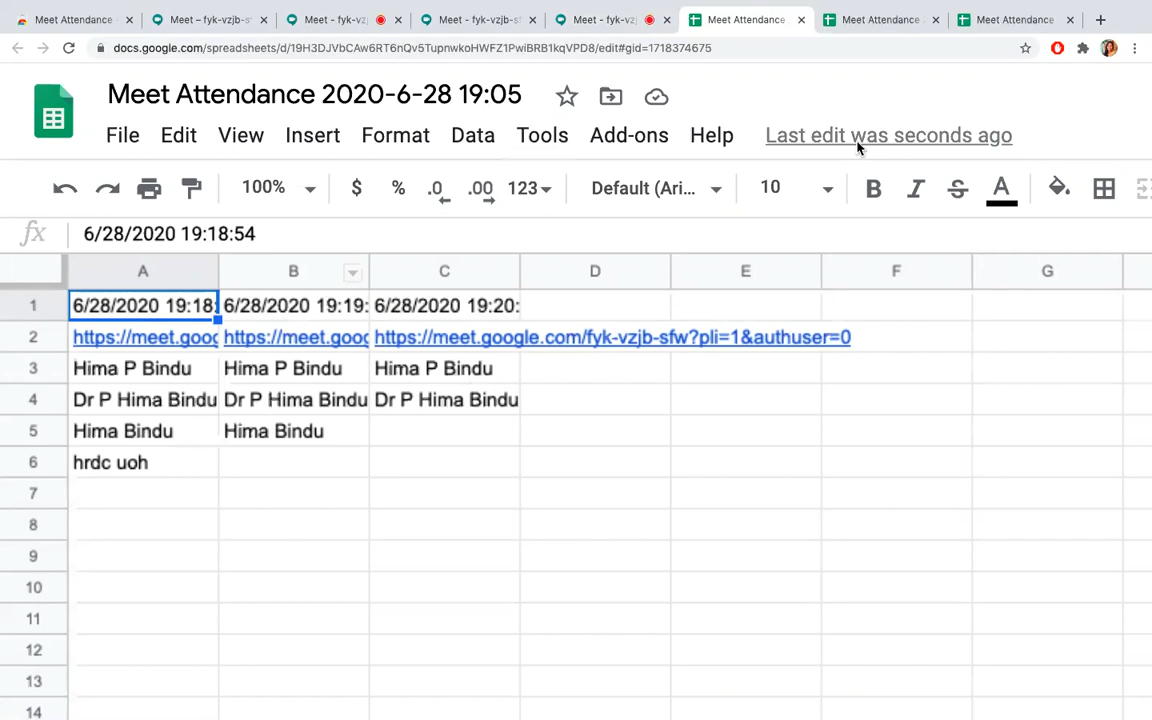 Meet Attendance Meet – fyk-vzjb- Meet - fyk-vz Meet - fyk-vzjb-s Meet - fyk-vz Meet Attendance Meet Attendance Meet Attendance
docs.google.com/spreadsheets/d/19H3DJVbCAw6RT6nQv5TupnwkoHWFZ1PwiBRB1kqVPD8/edit#gid=1718374675
Meet Attendance 2020-6-28 19:05
File Edit View Insert Format Data Tools Add-ons Help Last edit was seconds ago
100% $ % .0 .00 123 Default (Ari... 10 B I S A
fx 6/28/2020 19:18:54
A B C D E F G
1 6/28/2020 19:18: 6/28/2020 19:19: 6/28/2020 19:20:
2 https://meet.goog https://meet.goog https://meet.google.com/fyk-vzjb-sfw?pli=1&authuser=0
3 Hima P Bindu Hima P Bindu Hima P Bindu
4 Dr P Hima Bindu Dr P Hima Bindu Dr P Hima Bindu
5 Hima Bindu Hima Bindu
6 hrdc uoh
7
8
9
10
11
12
13
14